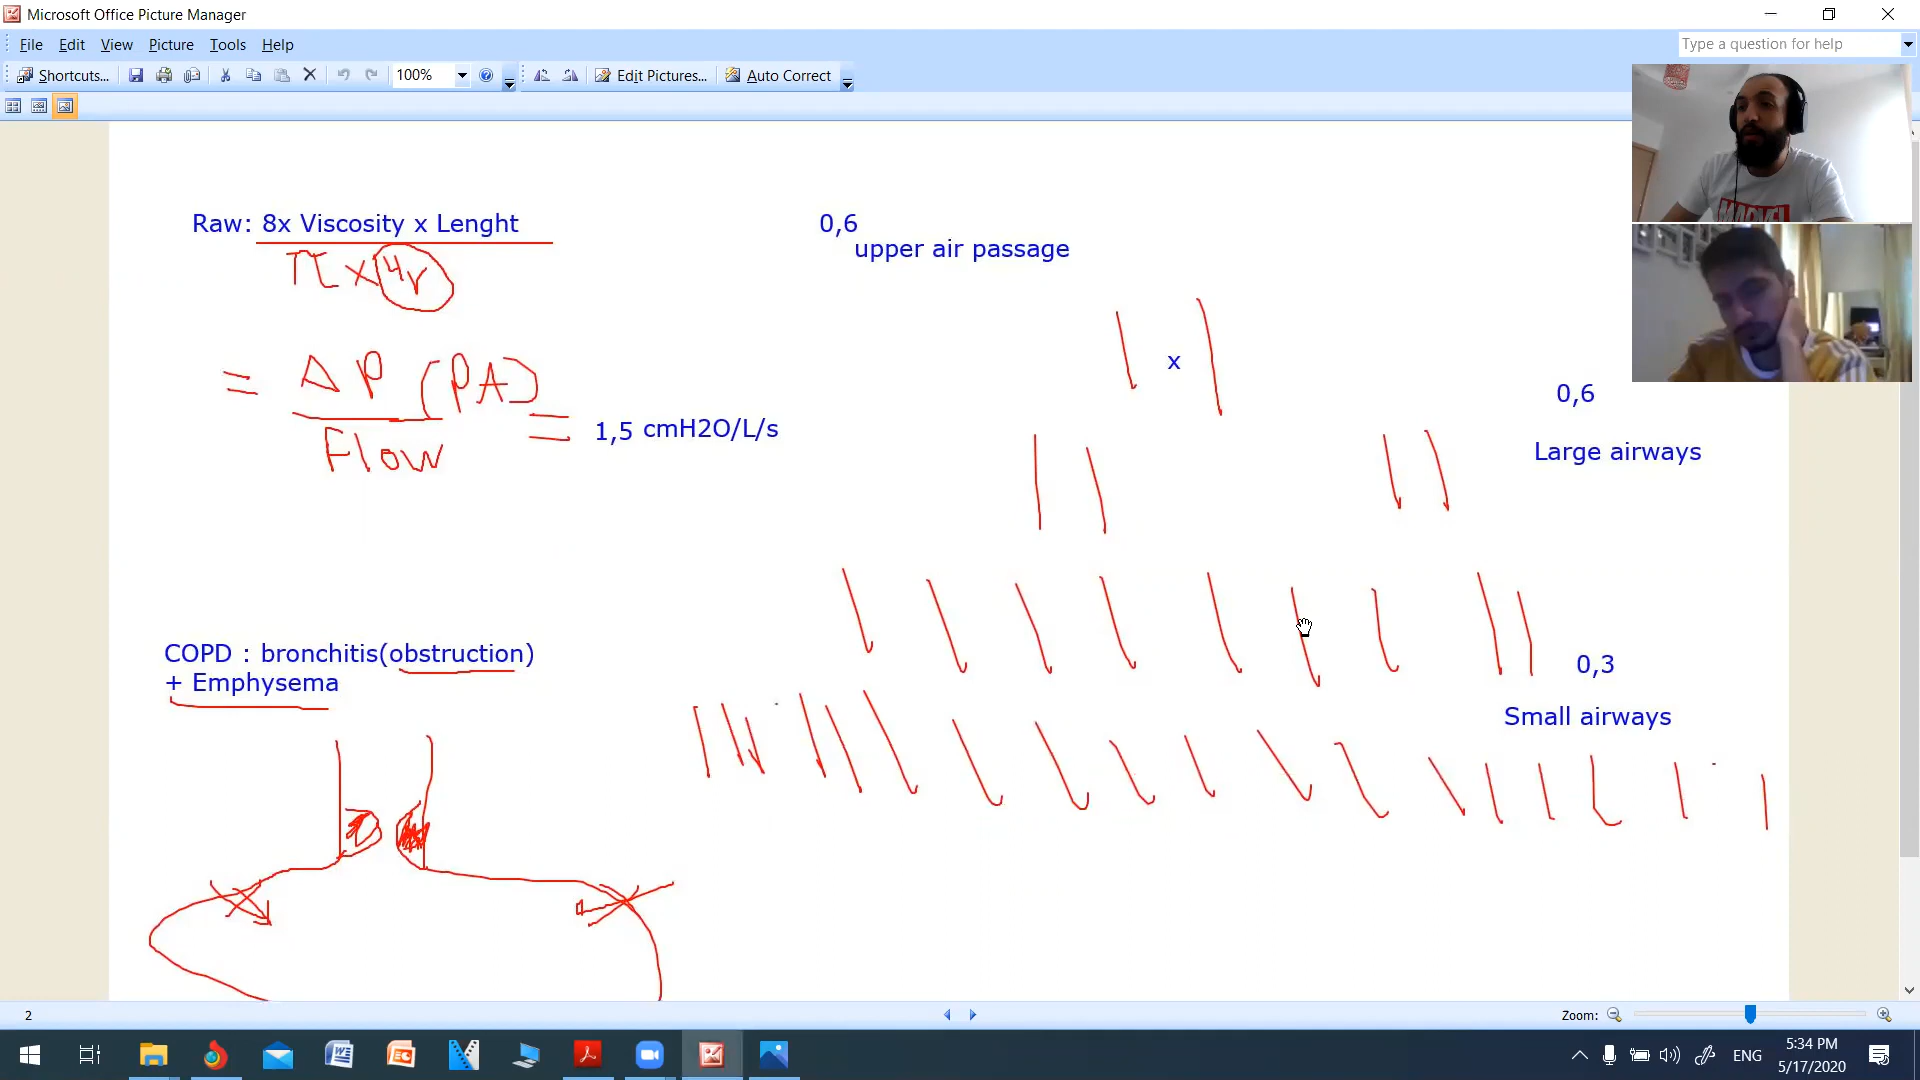 Microsoft Office Picture Manager
File Edit View Picture Tools Help
Type a question for help
Shortcuts... 100% Edit Pictures... Auto Correct
Raw: 8x Viscosity x Lenght
π x 4r
= ΔP (PA)
Flow
= 1,5 cmH2O/L/s
0,6
upper air passage
x
0,6
Large airways
0,3
Small airways
COPD : bronchitis(obstruction)
+ Emphysema
MARVEL
2
Zoom:
ENG
5:34 PM
5/17/2020